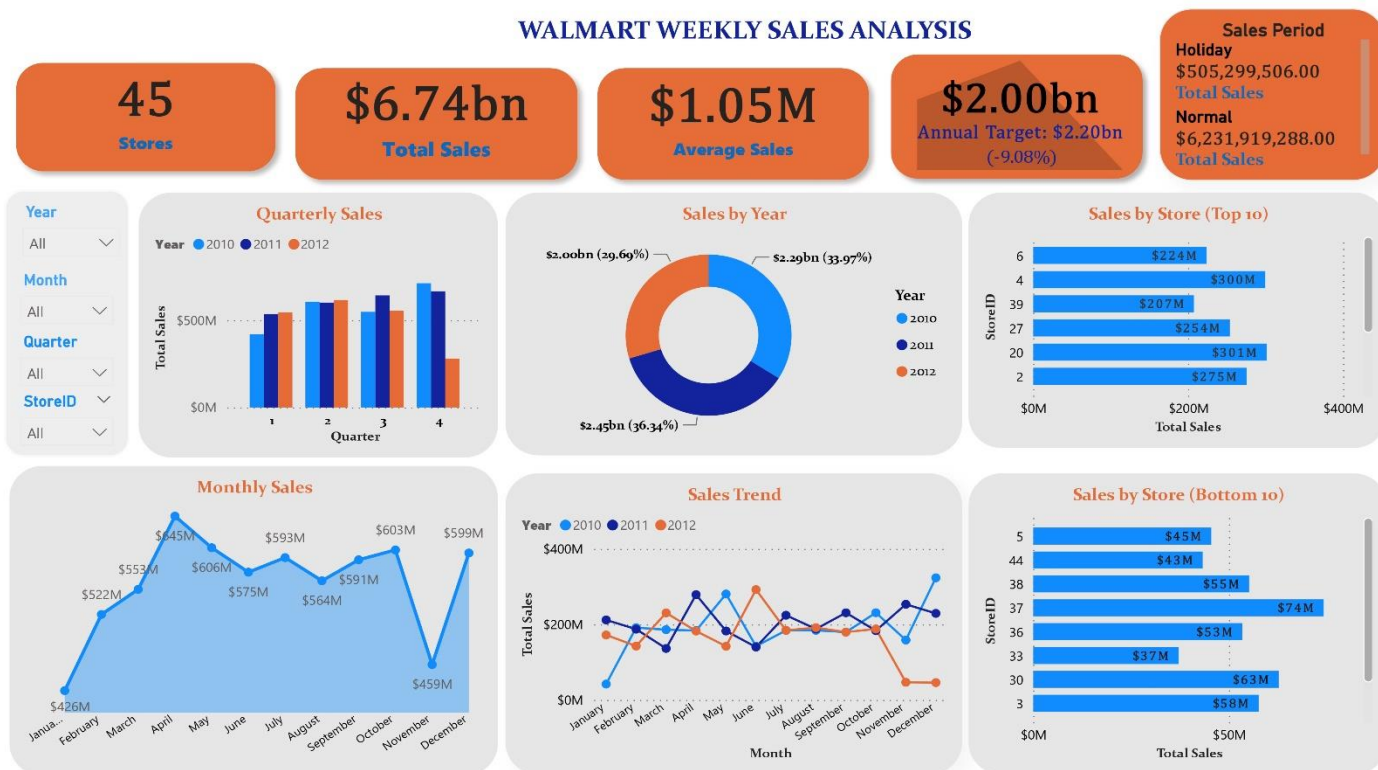 WALMART WEEKLY SALES ANALYSIS
45
Stores
$6.74bn
Total Sales
$1.05M
Average Sales
$2.00bn
Annual Target: $2.20bn
(-9.08%)
Sales Period
Holiday
$505,299,506.00
Total Sales
Normal
$6,231,919,288.00
Total Sales
Year
All
Month
All
Quarter
All
StoreID
All
Quarterly Sales
Year 2010 2011 2012
Total Sales
$500M
$0M
1 2 3 4
Quarter
Sales by Year
$2.00bn (29.69%)
$2.29bn (33.97%)
$2.45bn (36.34%)
Year
2010
2011
2012
Sales by Store (Top 10)
StoreID
6 $224M
4 $300M
39 $207M
27 $254M
20 $301M
2 $275M
$0M $200M $400M
Total Sales
Monthly Sales
$426M
$522M
$553M
$645M
$606M
$575M
$593M
$564M
$591M
$603M
$459M
$599M
Janua... February March April May June July August September October November December
Sales Trend
Year 2010 2011 2012
Total Sales
$400M
$200M
$0M
January February March April May June July August September October November December
Month
Sales by Store (Bottom 10)
StoreID
5 $45M
44 $43M
38 $55M
37 $74M
36 $53M
33 $37M
30 $63M
3 $58M
$0M $50M
Total Sales